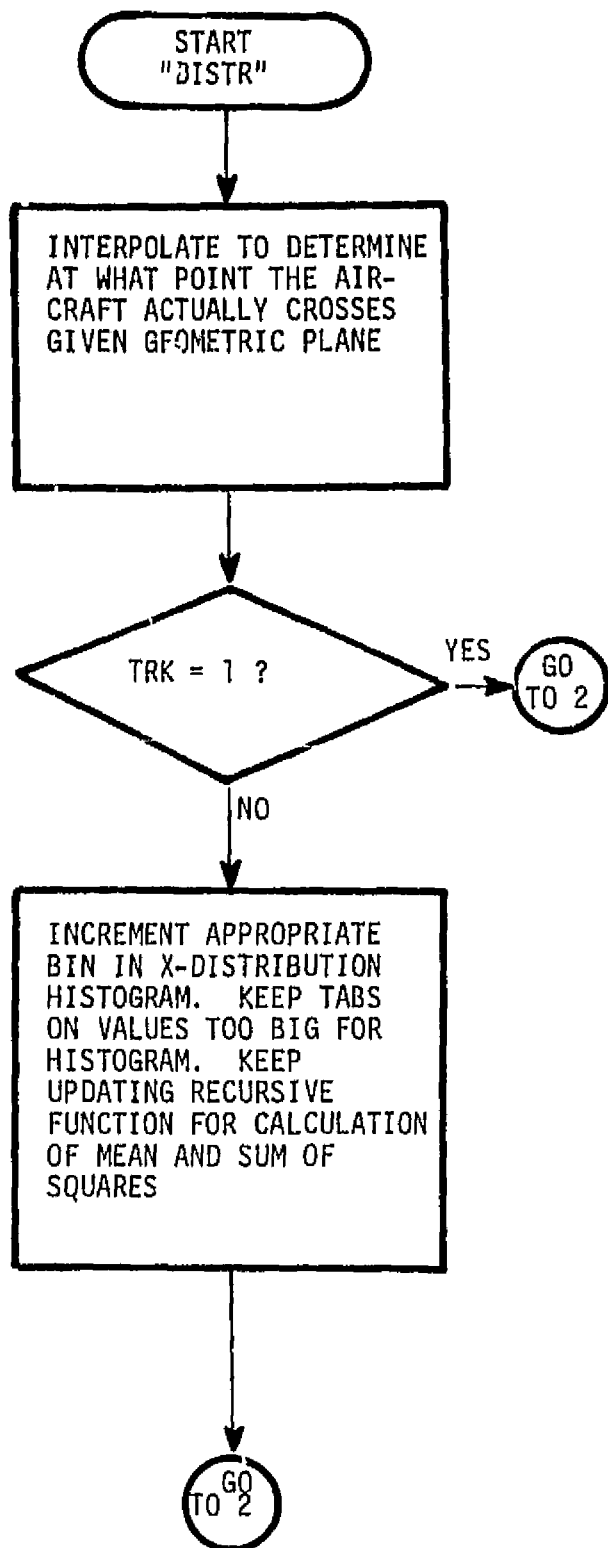 START
"DISTR"
INTERPOLATE TO DETERMINE
AT WHAT POINT THE AIR-
CRAFT ACTUALLY CROSSES
GIVEN GEOMETRIC PLANE
TRK = 1 ?
YES
GO
TO 2
NO
INCREMENT APPROPRIATE
BIN IN X-DISTRIBUTION
HISTOGRAM. KEEP TABS
ON VALUES TOO BIG FOR
HISTOGRAM. KEEP
UPDATING RECURSIVE
FUNCTION FOR CALCULATION
OF MEAN AND SUM OF
SQUARES
GO
TO 2